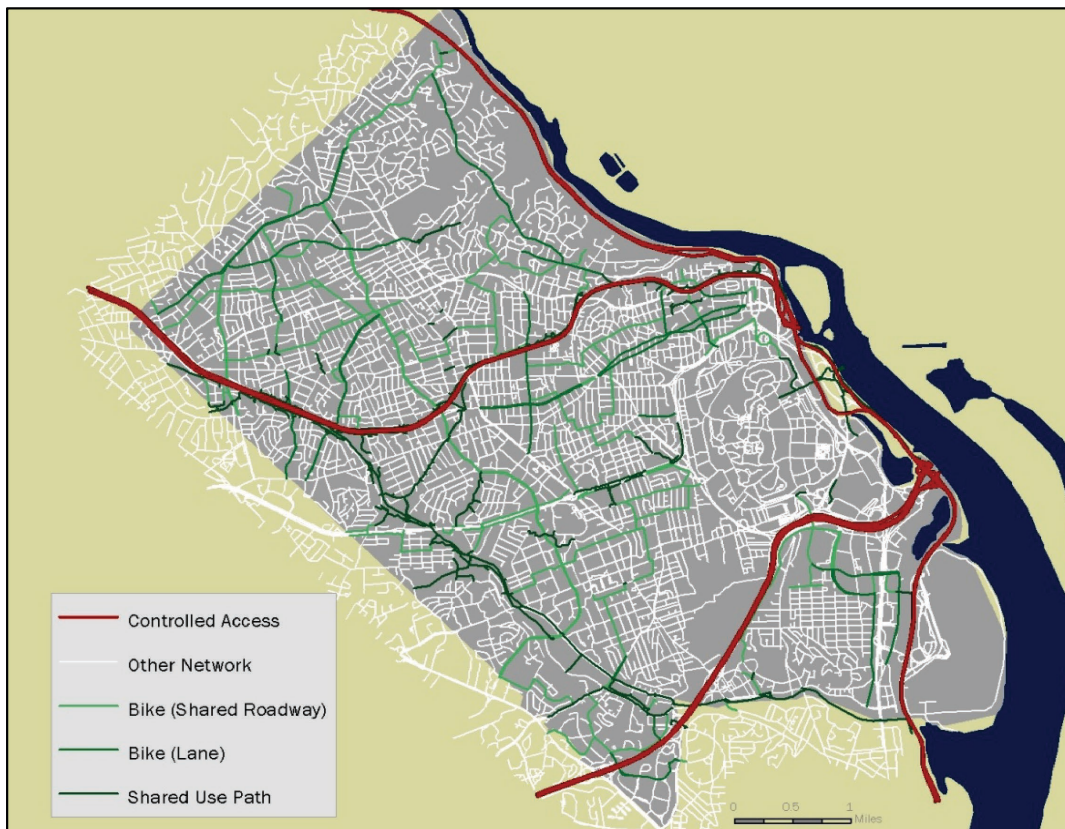 Controlled Access
Other Network
Bike (Shared Roadway)
Bike (Lane)
Shared Use Path
0 0.5 1
Miles